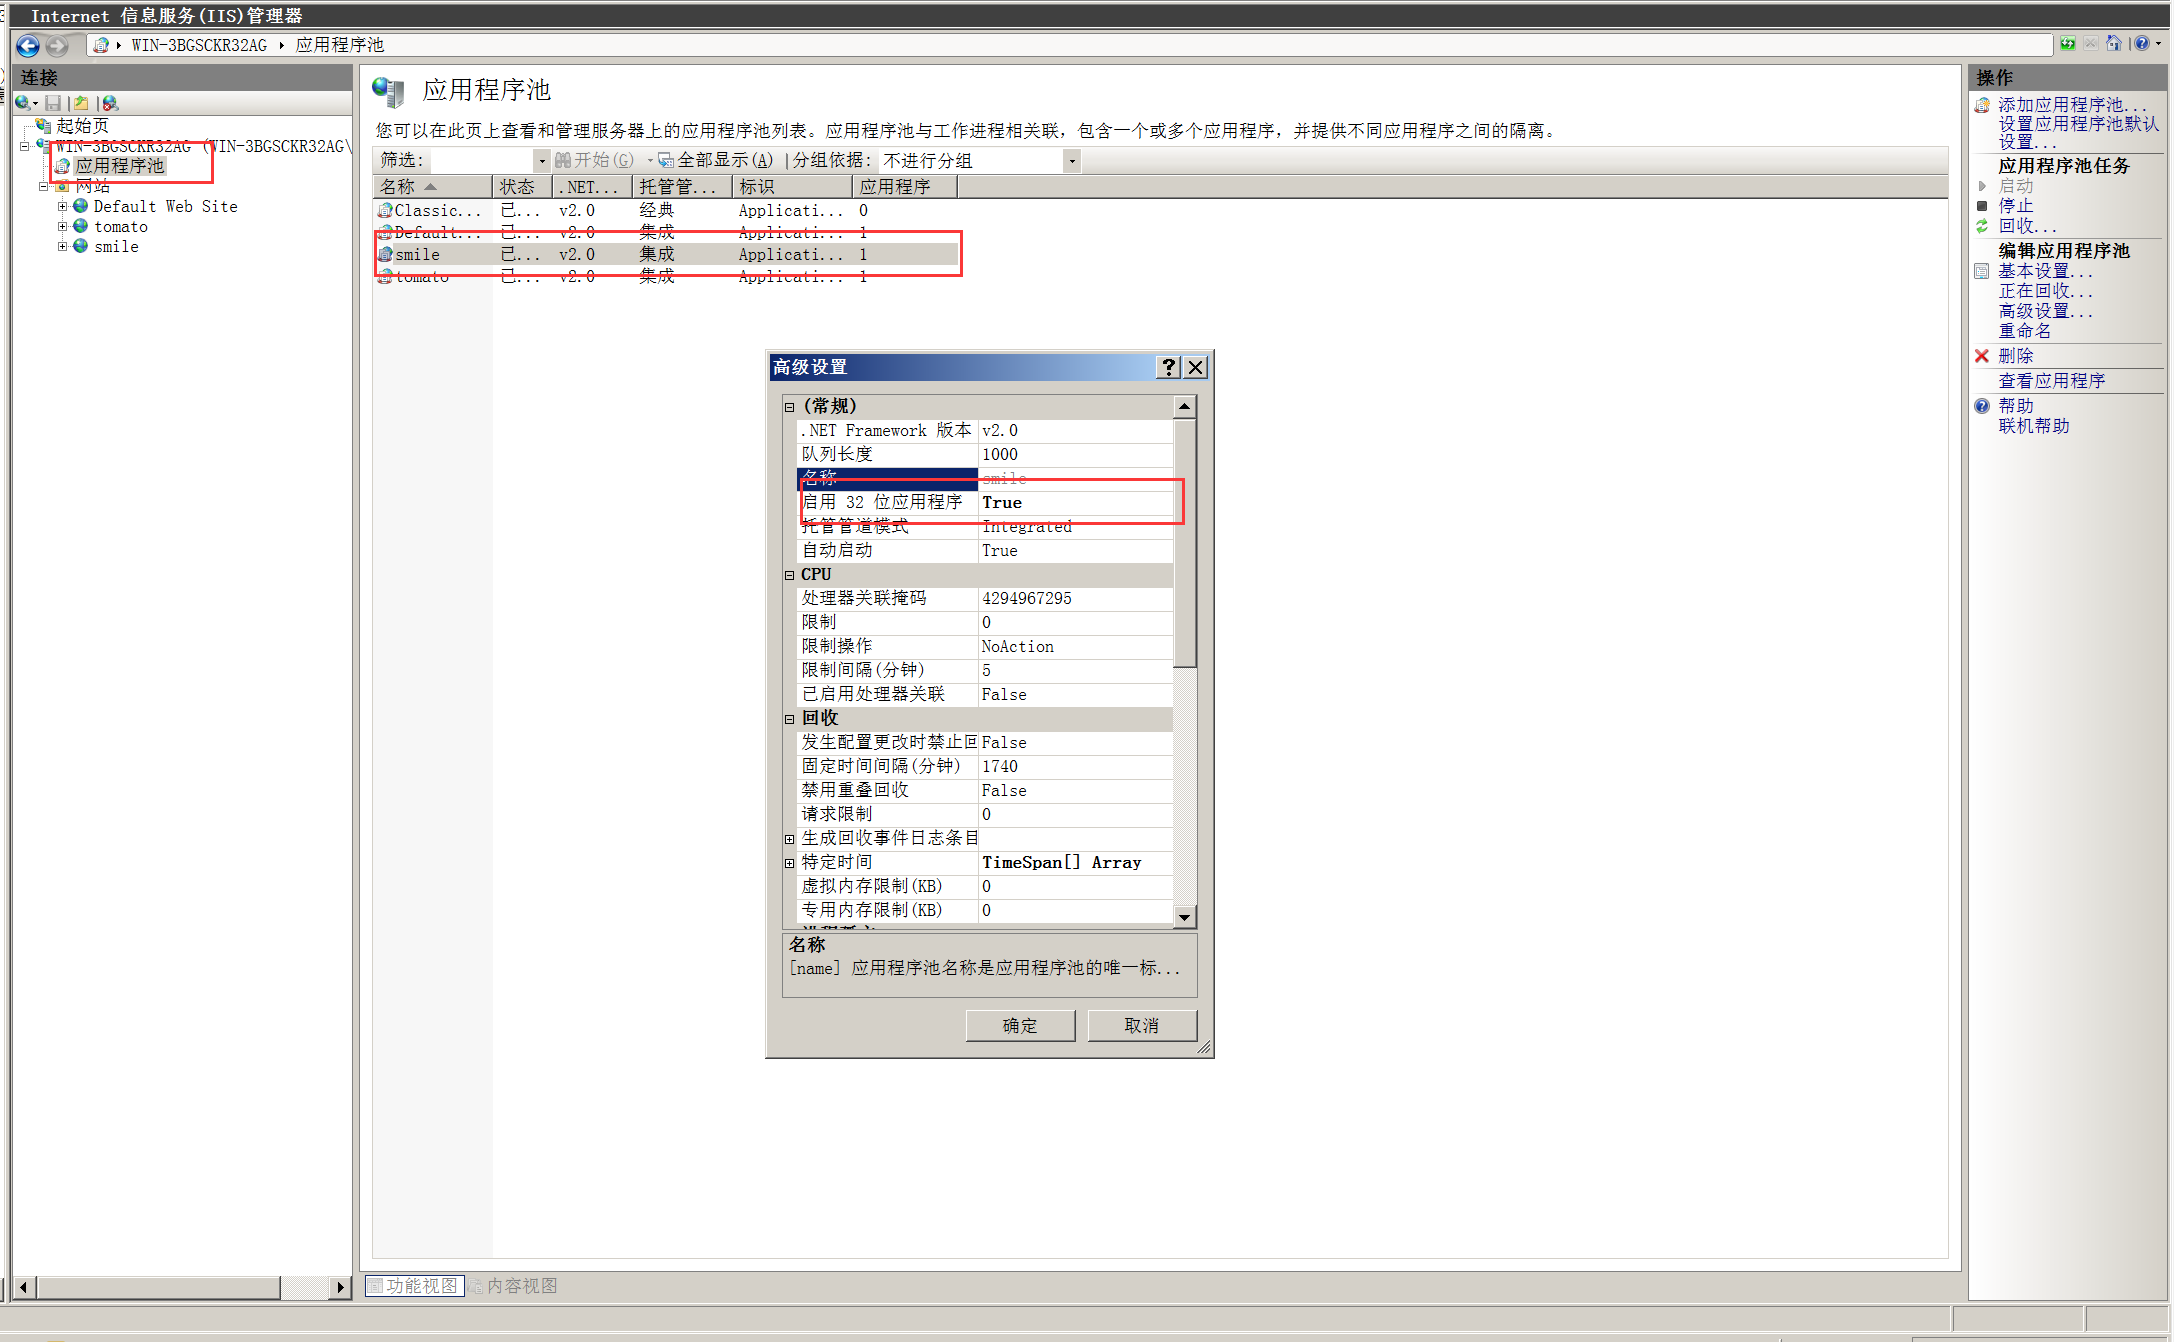 Internet 信息服务(IIS)管理器
WIN-3BGSCKR32AG
应用程序池
连接
起始页
WIN-3BGSCKR32AG (WIN-3BGSCKR32AG\
应用程序池
网站
Default Web Site
tomato
smile
应用程序池
您可以在此页上查看和管理服务器上的应用程序池列表。应用程序池与工作进程相关联，包含一个或多个应用程序，并提供不同应用程序之间的隔离。
筛选: 开始(G) 全部显示(A) 分组依据: 不进行分组
名称 状态 .NET... 托管管... 标识 应用程序
Classic... 已... v2.0 经典 Applicati... 0
Default... 已... v2.0 集成 Applicati... 1
smile 已... v2.0 集成 Applicati... 1
tomato 已... v2.0 集成 Applicati... 1
高级设置
(常规)
.NET Framework 版本 v2.0
队列长度 1000
名称 smile
启用 32 位应用程序 True
托管管道模式 Integrated
自动启动 True
CPU
处理器关联掩码 4294967295
限制 0
限制操作 NoAction
限制间隔(分钟) 5
已启用处理器关联 False
回收
发生配置更改时禁止回 False
固定时间间隔(分钟) 1740
禁用重叠回收 False
请求限制 0
生成回收事件日志条目
特定时间 TimeSpan[] Array
虚拟内存限制(KB) 0
专用内存限制(KB) 0
名称
[name] 应用程序池名称是应用程序池的唯一标...
确定 取消
功能视图 内容视图
操作
添加应用程序池...
设置应用程序池默认
设置...
应用程序池任务
启动
停止
回收...
编辑应用程序池
基本设置...
正在回收...
高级设置...
重命名
删除
查看应用程序
帮助
联机帮助